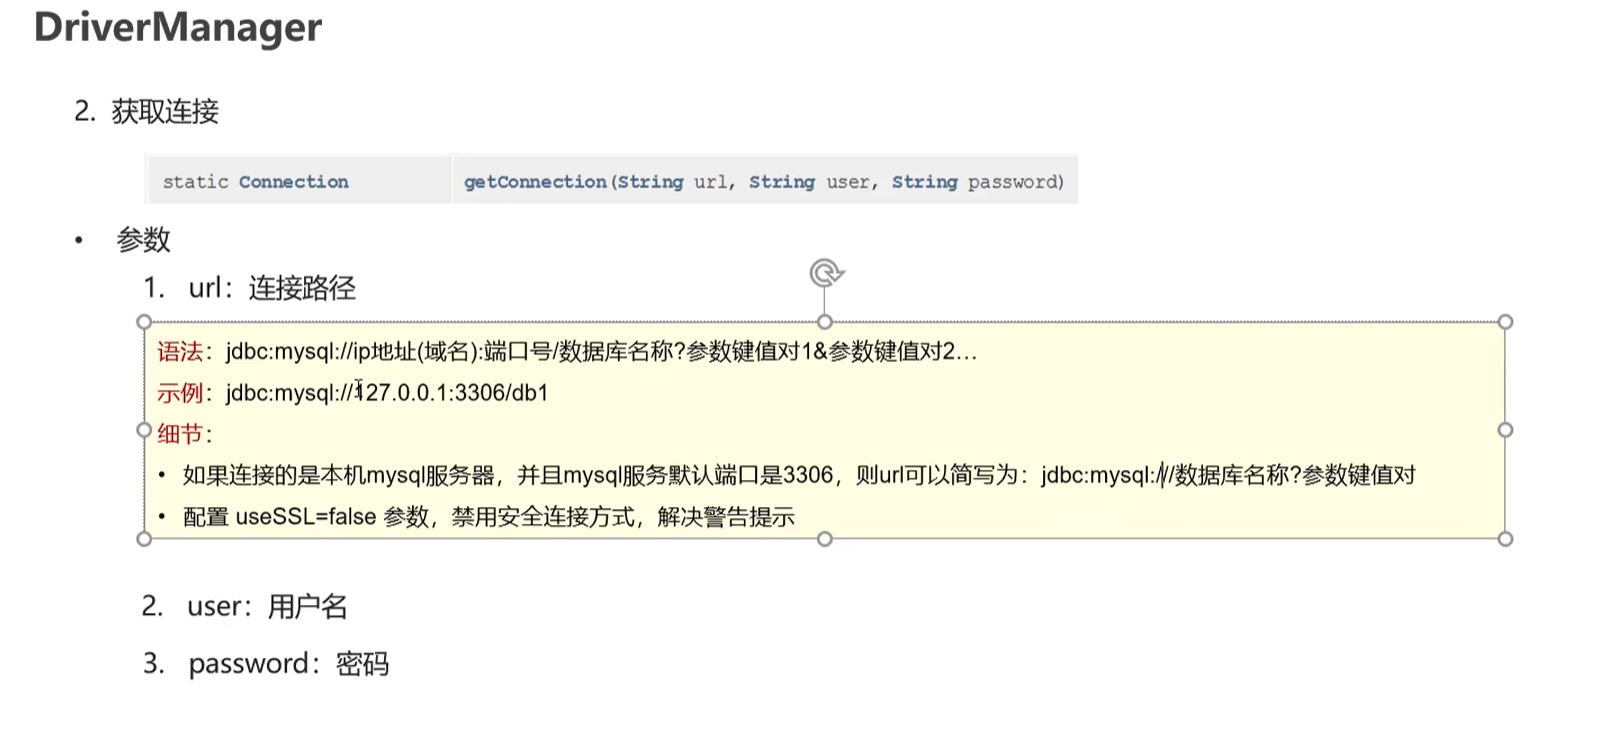 DriverManager
2. 获取连接
static Connection getConnection(String url, String user, String password)
• 参数
1. url：连接路径
语法：jdbc:mysql://ip地址(域名):端口号/数据库名称?参数键值对1&参数键值对2…
示例：jdbc:mysql://127.0.0.1:3306/db1
细节：
• 如果连接的是本机mysql服务器，并且mysql服务默认端口是3306，则url可以简写为：jdbc:mysql:///数据库名称?参数键值对
• 配置 useSSL=false 参数，禁用安全连接方式，解决警告提示
2. user：用户名
3. password：密码